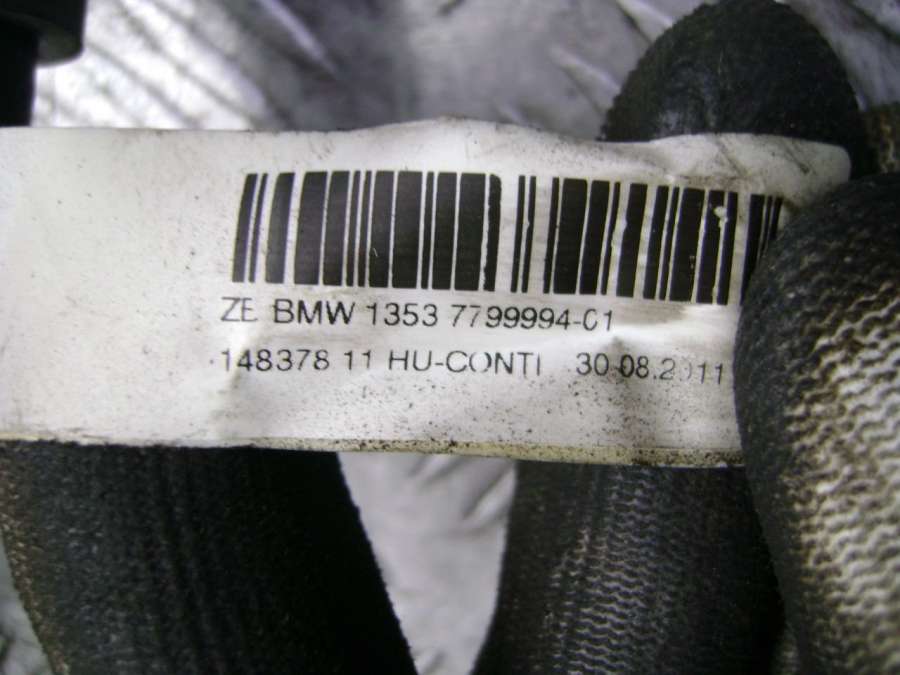 ZE BMW 1353 7799994-01
148378 11 HU-CONTI 30 08.2011